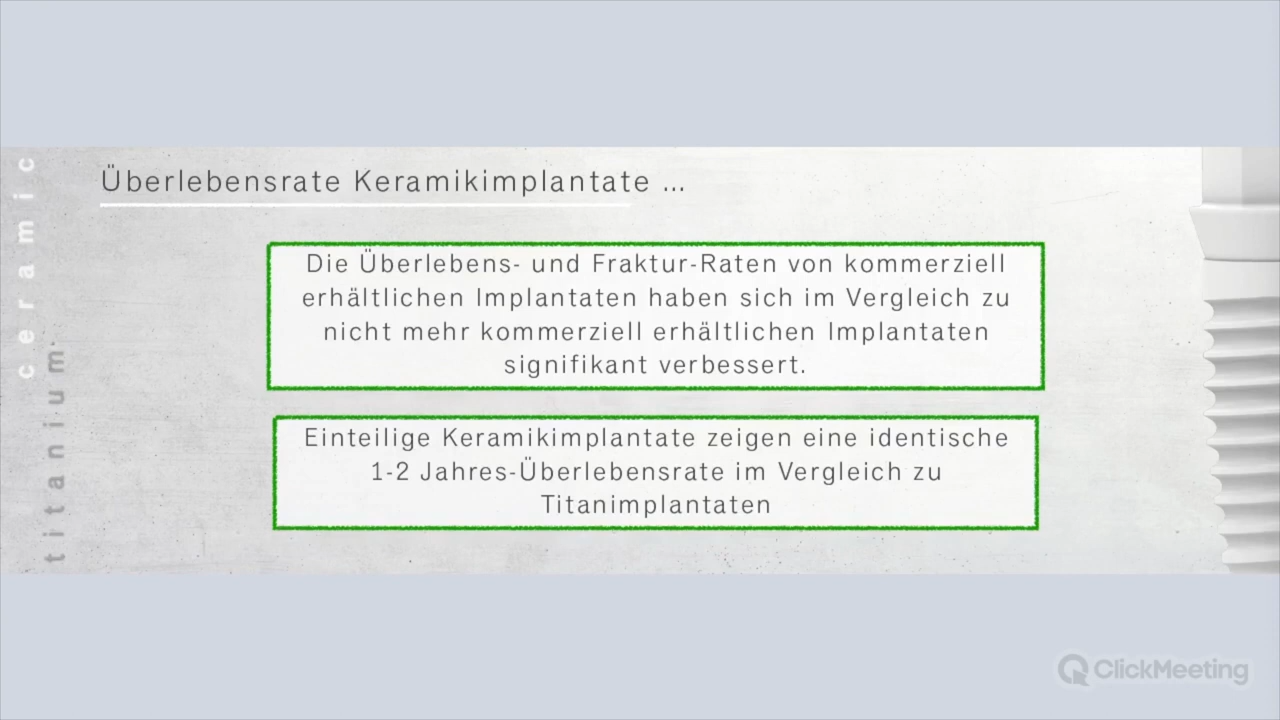 Überlebensrate Keramikimplantate ...
Die Überlebens- und Fraktur-Raten von kommerziell
erhältlichen Implantaten haben sich im Vergleich zu
nicht mehr kommerziell erhältlichen Implantaten
signifikant verbessert.
Einteilige Keramikimplantate zeigen eine identische
1-2 Jahres-Überlebensrate im Vergleich zu
Titanimplantaten
ceramic
titanium
ClickMeeting